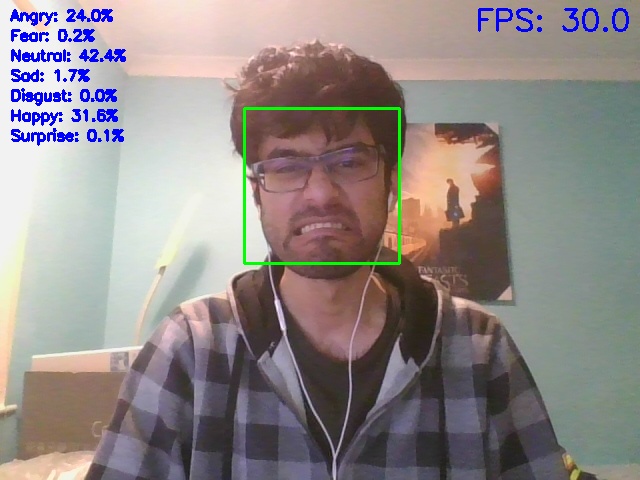 Angry: 24.0%
FPS: 30.0
Fear: 0.2%
Neutral: 42.4%
Sad: 1.7%
Disgust: 0.0%
Happy: 31.6%
Surprise: 0.1%
FANTASTIC
BEASTS